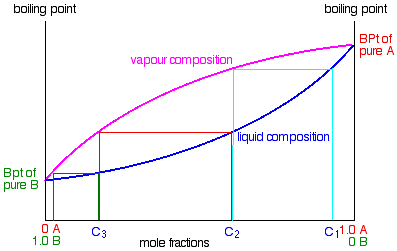 boiling point
boiling point
BPt of
pure A
vapour composition
liquid composition
Bpt of
pure B
0 A
1.0 B
C3
C2
C1
1.0 A
0 B
mole fractions